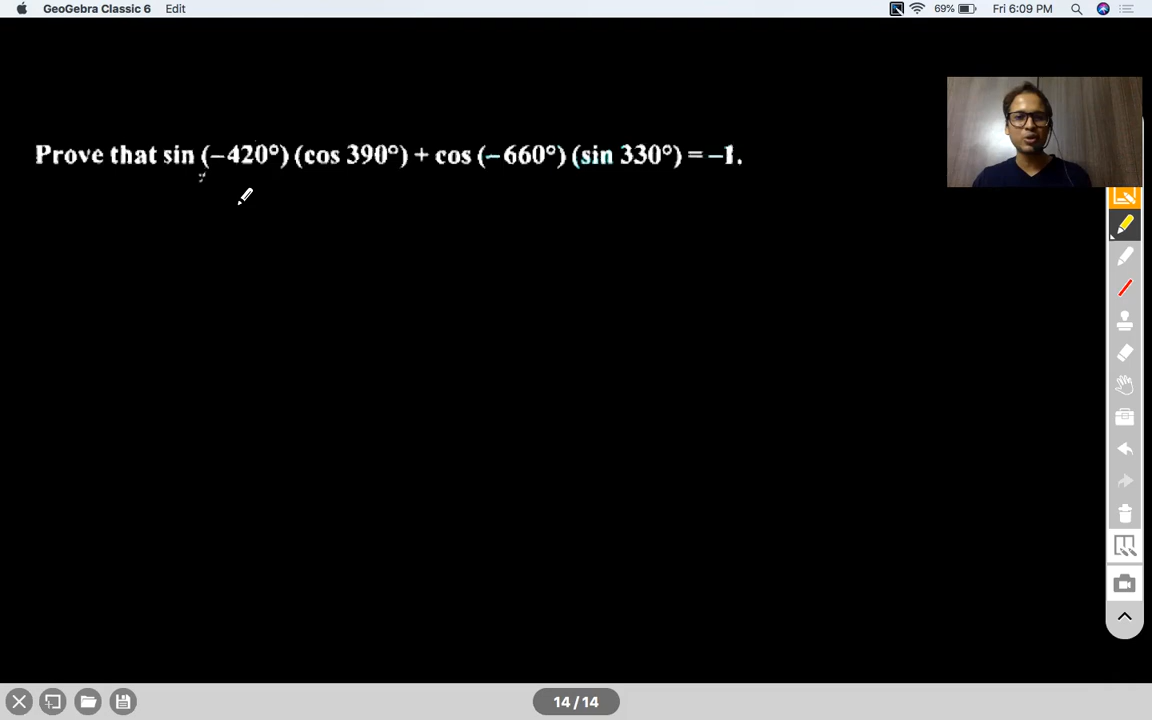 GeoGebra Classic 6 Edit 69% Fri 6:09 PM
Prove that sin (−420°) (cos 390°) + cos (−660°) (sin 330°) = −1.
14 / 14